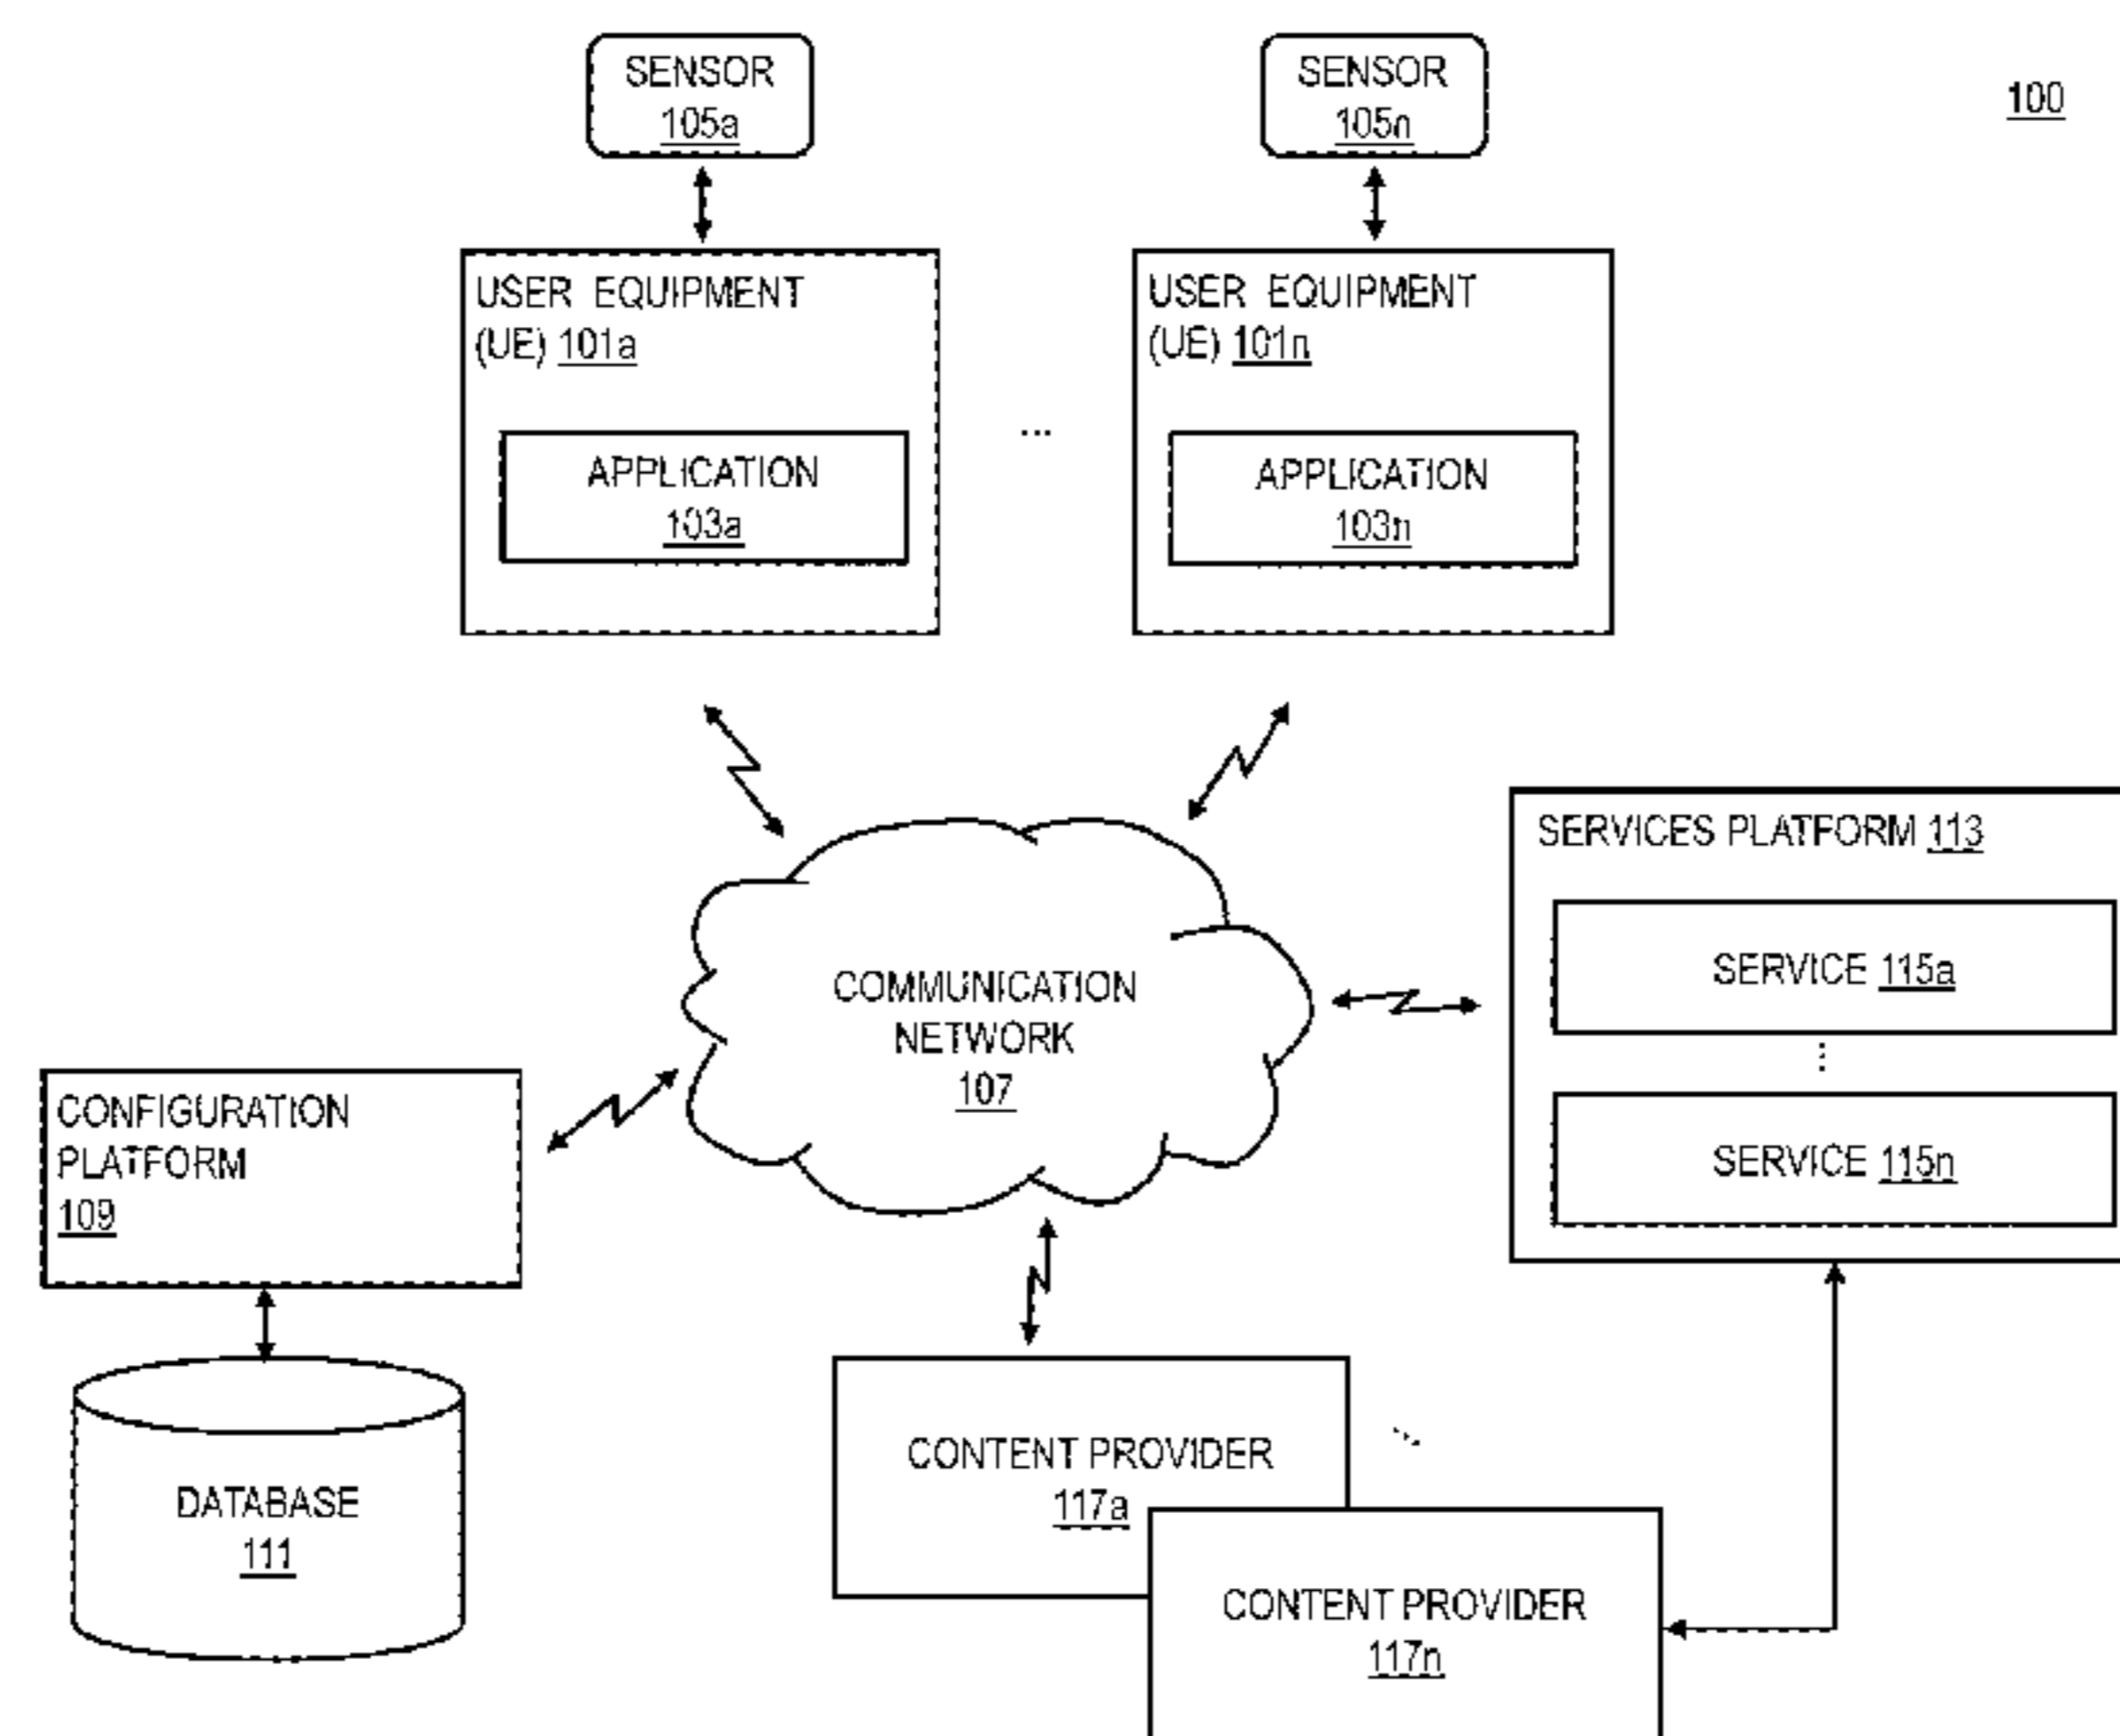 SENSOR
105a
SENSOR
105n
100
USER EQUIPMENT
(UE) 101a
USER EQUIPMENT
(UE) 101n
...
APPLICATION
103a
APPLICATION
103n
SERVICES PLATFORM 113
SERVICE 115a
...
SERVICE 115n
COMMUNICATION
NETWORK
107
CONFIGURATION
PLATFORM
109
DATABASE
111
CONTENT PROVIDER
117a
...
CONTENT PROVIDER
117n